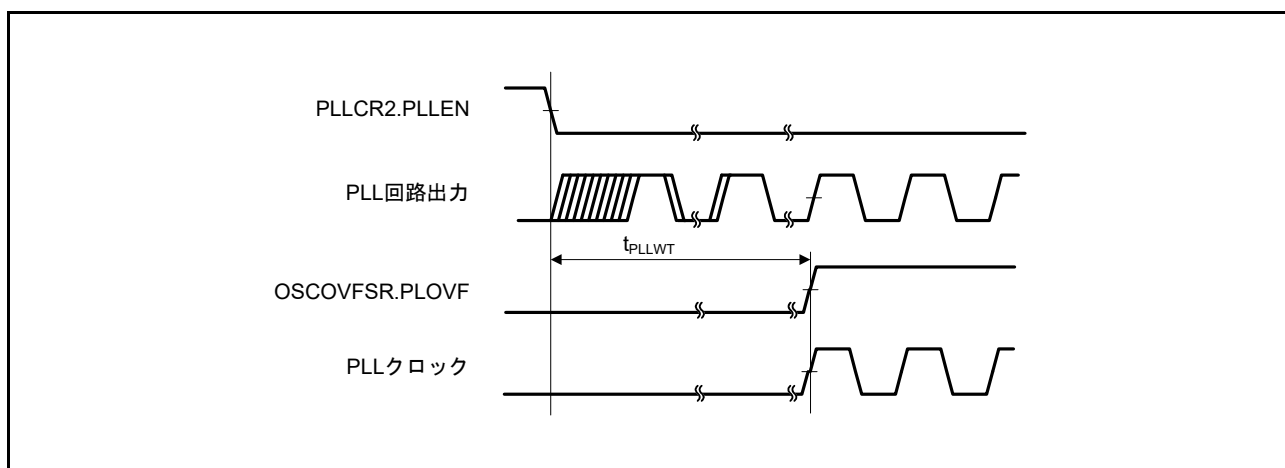 PLLCR2.PLLEN
PLL回路出力
tPLLWT
OSCOVFSR.PLOVF
PLLクロック